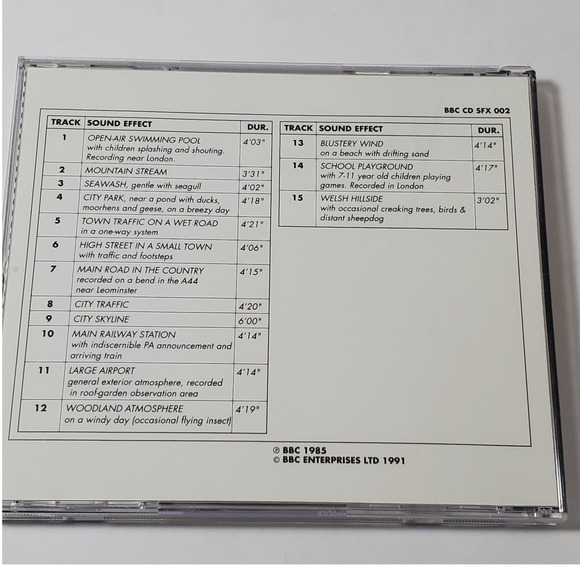 BBC CD SFX 002
TRACK SOUND EFFECT DUR.
1 OPEN-AIR SWIMMING POOL 4'03"
with children splashing and shouting.
Recording near London.
2 MOUNTAIN STREAM 3'31"
3 SEAWASH, gentle with seagull 4'02"
4 CITY PARK, near a pond with ducks, 4'18"
moorhens and geese, on a breezy day
5 TOWN TRAFFIC ON A WET ROAD 4'21"
in a one-way system
6 HIGH STREET IN A SMALL TOWN 4'06"
with traffic and footsteps
7 MAIN ROAD IN THE COUNTRY 4'15"
recorded on a bend in the A44
near Leominster
8 CITY TRAFFIC 4'20"
9 CITY SKYLINE 6'00"
10 MAIN RAILWAY STATION 4'14"
with indiscernible PA announcement and
arriving train
11 LARGE AIRPORT 4'14"
general exterior atmosphere, recorded
in roof-garden observation area
12 WOODLAND ATMOSPHERE 4'19"
on a windy day (occasional flying insect)
TRACK SOUND EFFECT DUR.
13 BLUSTERY WIND 4'14"
on a beach with drifting sand
14 SCHOOL PLAYGROUND 4'17"
with 7-11 year old children playing
games. Recorded in London
15 WELSH HILLSIDE 3'02"
with occasional creaking trees, birds &
distant sheepdog
℗ BBC 1985
© BBC ENTERPRISES LTD 1991